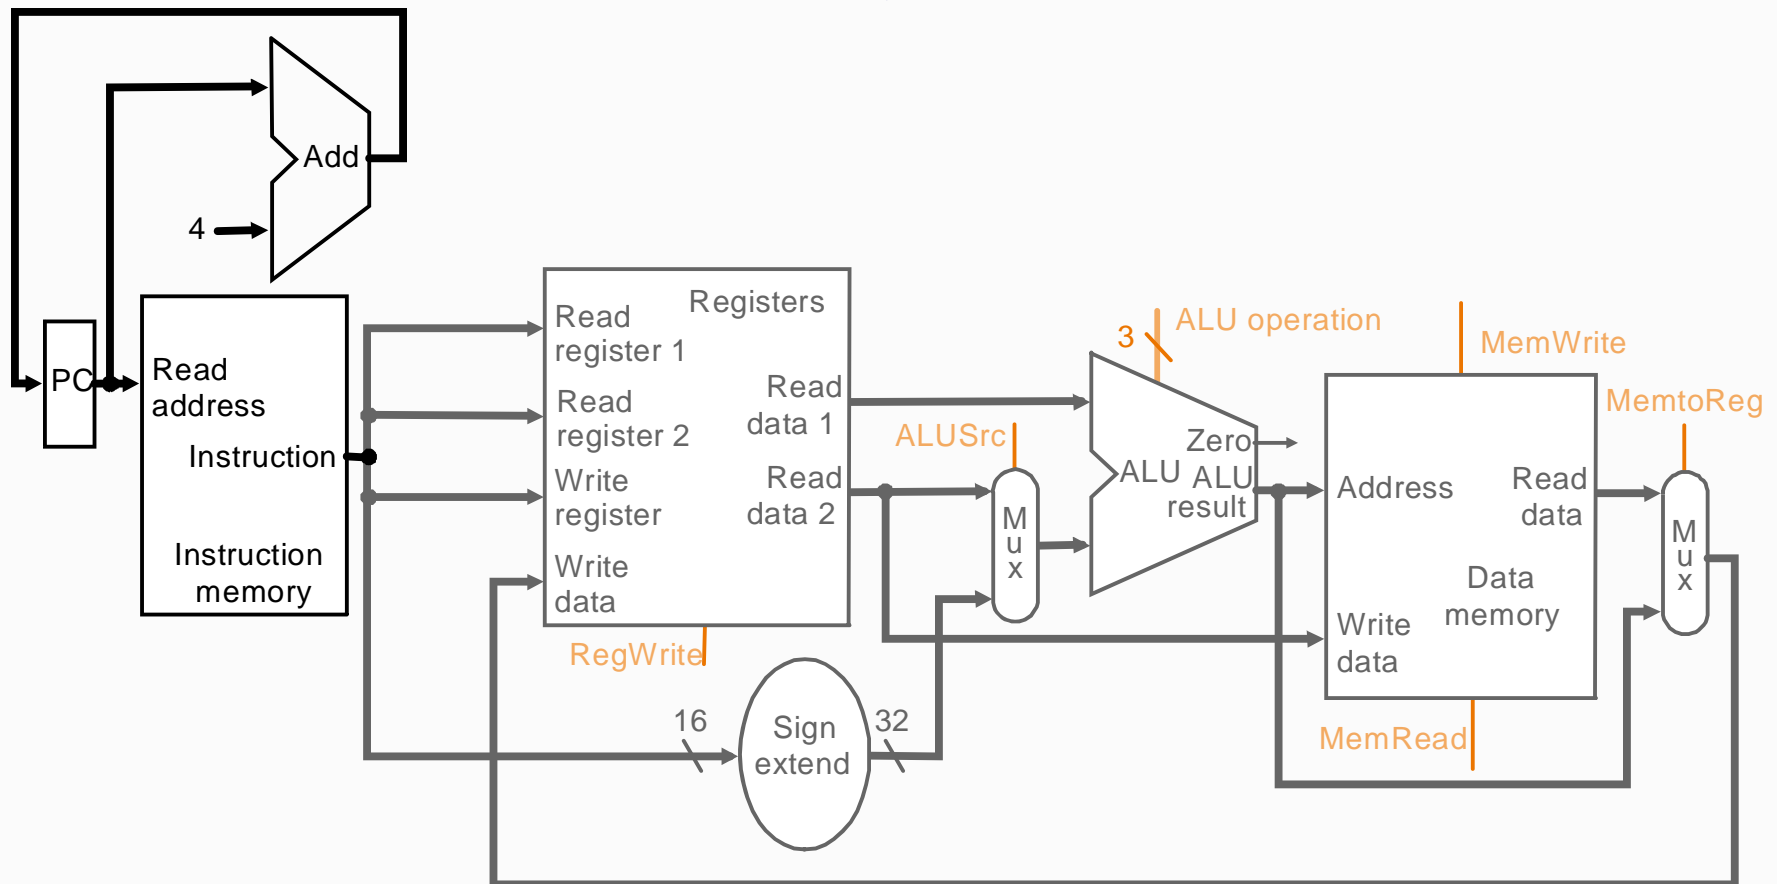 Add
4
PC
Read
address
Instruction
Instruction
memory
Registers
Read
register 1
Read
register 2
Write
register
Write
data
Read
data 1
Read
data 2
RegWrite
16
Sign
extend
32
ALUSrc
M
u
x
3
ALU operation
Zero
ALU
ALU
result
MemWrite
Address
Read
data
Data
memory
Write
data
MemRead
MemtoReg
M
u
x